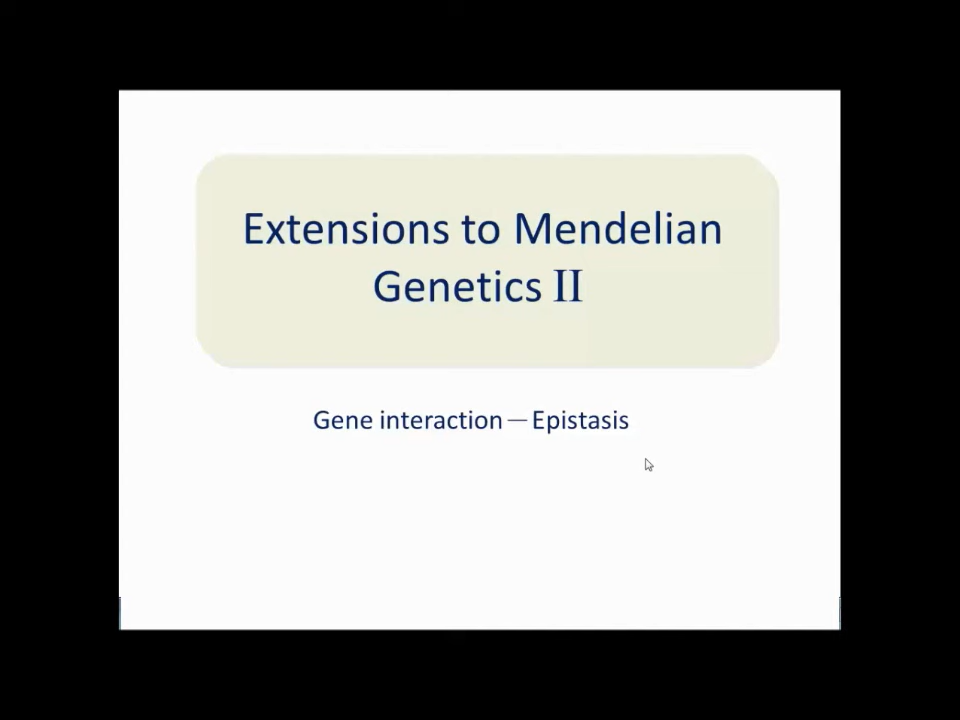 Extensions to Mendelian
Genetics II
Gene interaction — Epistasis